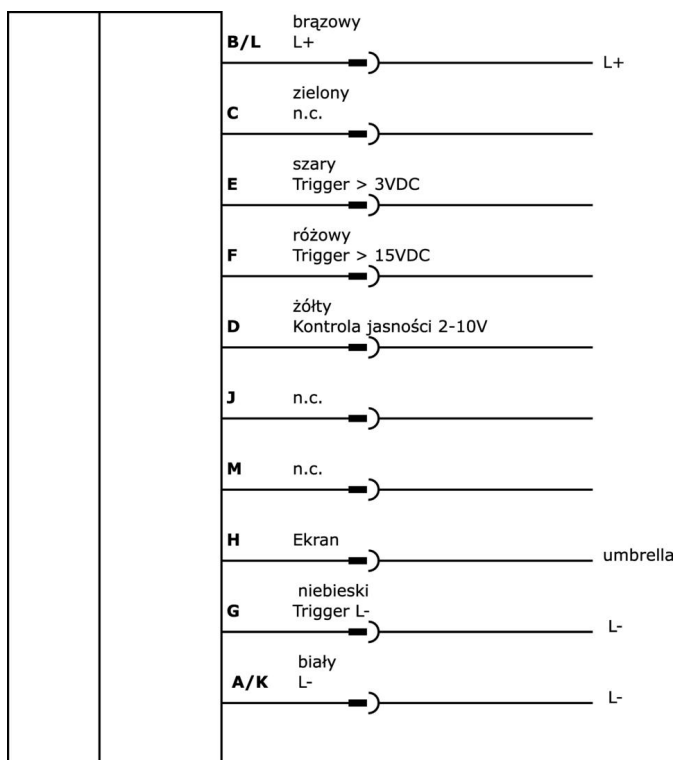 brązowy
B/L L+
L+
zielony
C n.c.
szary
E Trigger > 3VDC
różowy
F Trigger > 15VDC
żółty
D Kontrola jasności 2-10V
J n.c.
M n.c.
H Ekran
umbrella
niebieski
G Trigger L-
L-
biały
A/K L-
L-